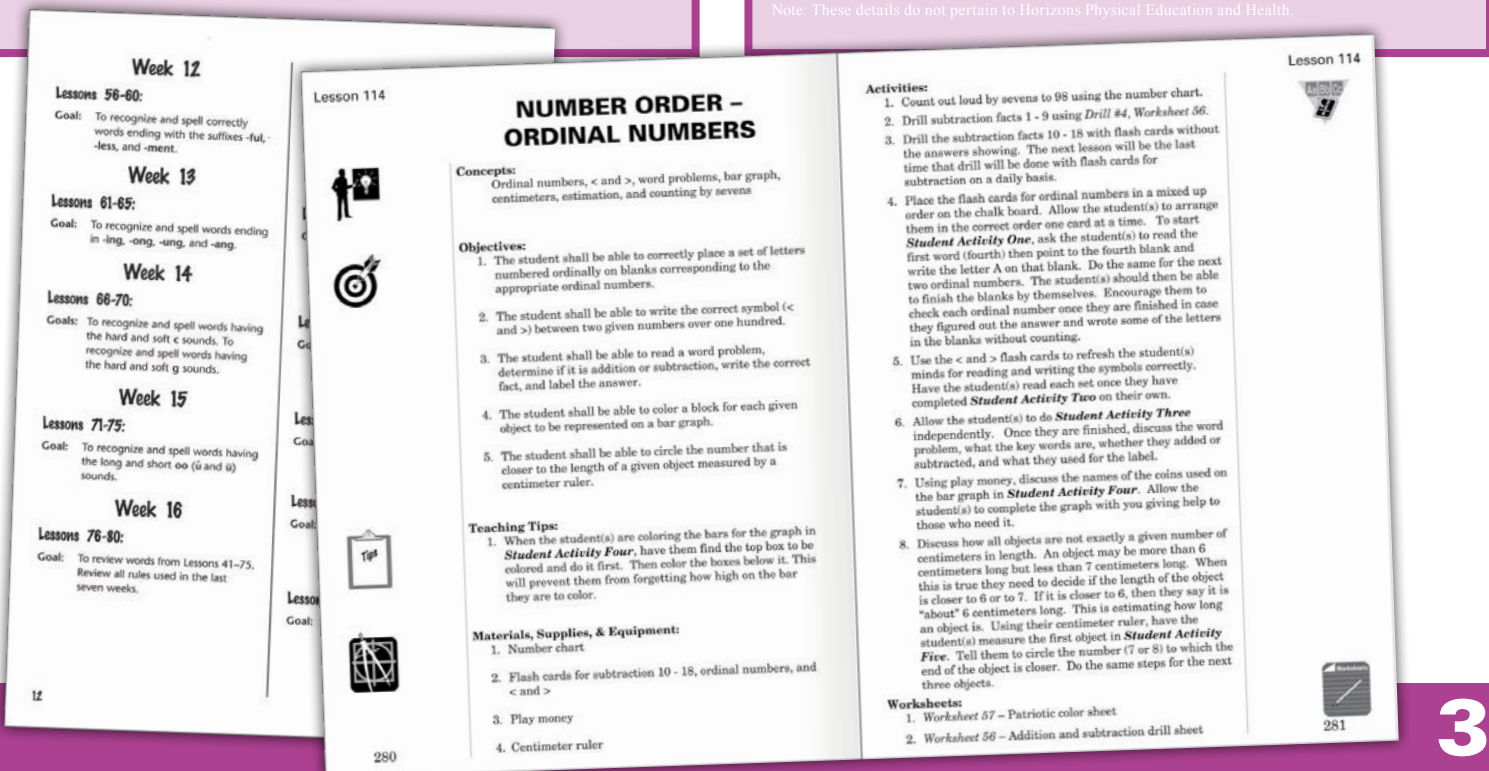 Note: These details do not pertain to Horizons Physical Education and Health.
Week 12
Lessons 56-60:
Goal: To recognize and spell correctly
words ending with the suffixes -ful,
-less, and -ment.
Week 13
Lessons 61-65:
Goal: To recognize and spell words ending
in -ing, -ong, -ung, and -ang.
Week 14
Lessons 66-70:
Goals: To recognize and spell words having
the hard and soft c sounds. To
recognize and spell words having
the hard and soft g sounds.
Week 15
Lessons 71-75:
Goal: To recognize and spell words having
the long and short oo (ů and ü)
sounds.
Week 16
Lessons 76-80:
Goal: To review words from Lessons 41–75.
Review all rules used in the last
seven weeks.
12
Goal:
Lesson 114
NUMBER ORDER –
ORDINAL NUMBERS
Concepts:
Ordinal numbers, < and >, word problems, bar graph,
centimeters, estimation, and counting by sevens
Objectives:
1. The student shall be able to correctly place a set of letters
numbered ordinally on blanks corresponding to the
appropriate ordinal numbers.
2. The student shall be able to write the correct symbol (<
and >) between two given numbers over one hundred.
3. The student shall be able to read a word problem,
determine if it is addition or subtraction, write the correct
fact, and label the answer.
4. The student shall be able to color a block for each given
object to be represented on a bar graph.
5. The student shall be able to circle the number that is
closer to the length of a given object measured by a
centimeter ruler.
Teaching Tips:
1. When the student(s) are coloring the bars for the graph in
Student Activity Four, have them find the top box to be
colored and do it first. Then color the boxes below it. This
will prevent them from forgetting how high on the bar
they are to color.
Tips
Materials, Supplies, & Equipment:
1. Number chart
2. Flash cards for subtraction 10 - 18, ordinal numbers, and
< and >
3. Play money
4. Centimeter ruler
280
Lesson 114
Aa Bb Cc
Activities:
1. Count out loud by sevens to 98 using the number chart.
2. Drill subtraction facts 1 - 9 using Drill #4, Worksheet 56.
3. Drill the subtraction facts 10 - 18 with flash cards without
the answers showing. The next lesson will be the last
time that drill will be done with flash cards for
subtraction on a daily basis.
4. Place the flash cards for ordinal numbers in a mixed up
order on the chalk board. Allow the student(s) to arrange
them in the correct order one card at a time. To start
Student Activity One, ask the student(s) to read the
first word (fourth) then point to the fourth blank and
write the letter A on that blank. Do the same for the next
two ordinal numbers. The student(s) should then be able
to finish the blanks by themselves. Encourage them to
check each ordinal number once they are finished in case
they figured out the answer and wrote some of the letters
in the blanks without counting.
5. Use the < and > flash cards to refresh the student(s)
minds for reading and writing the symbols correctly.
Have the student(s) read each set once they have
completed Student Activity Two on their own.
6. Allow the student(s) to do Student Activity Three
independently. Once they are finished, discuss the word
problem, what the key words are, whether they added or
subtracted, and what they used for the label.
7. Using play money, discuss the names of the coins used on
the bar graph in Student Activity Four. Allow the
student(s) to complete the graph with you giving help to
those who need it.
8. Discuss how all objects are not exactly a given number of
centimeters in length. An object may be more than 6
centimeters long but less than 7 centimeters long. When
this is true they need to decide if the length of the object
is closer to 6 or to 7. If it is closer to 6, then they say it is
"about" 6 centimeters long. This is estimating how long
an object is. Using their centimeter ruler, have the
student(s) measure the first object in Student Activity
Five. Tell them to circle the number (7 or 8) to which the
end of the object is closer. Do the same steps for the next
three objects.
Worksheets:
1. Worksheet 57 – Patriotic color sheet
2. Worksheet 56 – Addition and subtraction drill sheet
Worksheets
281
3